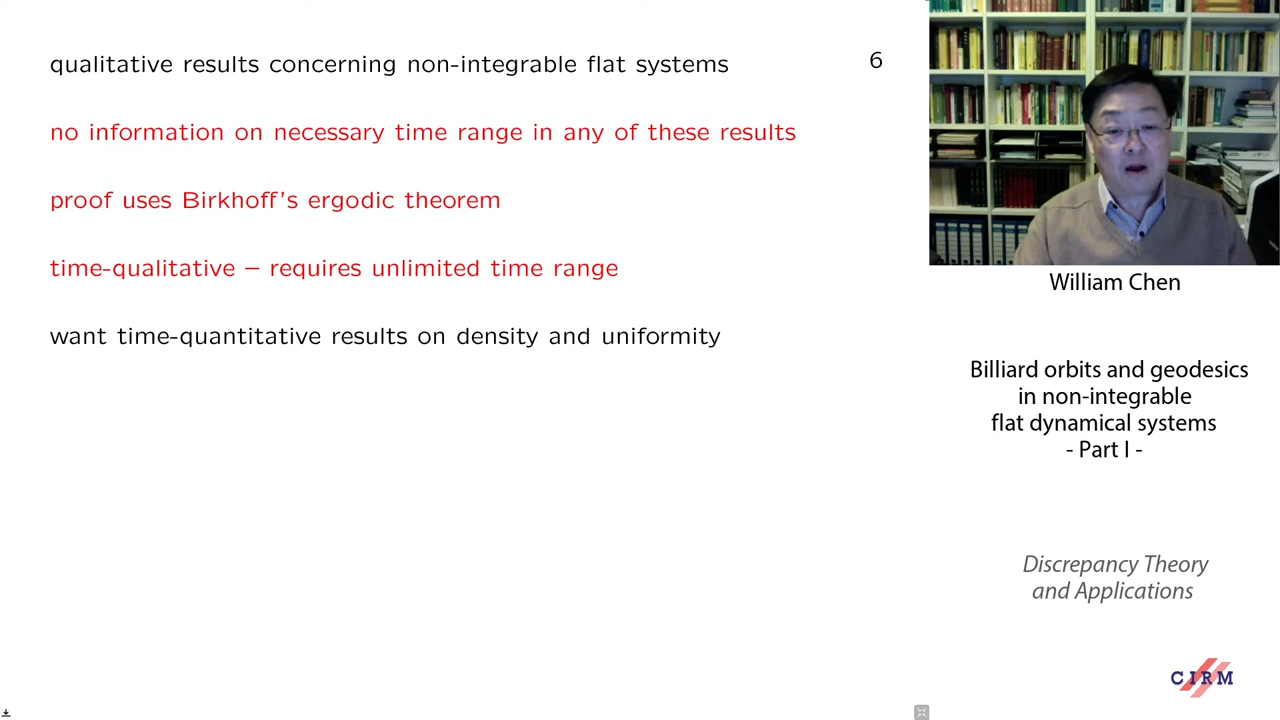 qualitative results concerning non-integrable flat systems
6
no information on necessary time range in any of these results
proof uses Birkhoff's ergodic theorem
time-qualitative – requires unlimited time range
want time-quantitative results on density and uniformity
William Chen
Billiard orbits and geodesics
in non-integrable
flat dynamical systems
- Part I -
Discrepancy Theory
and Applications
CIRM